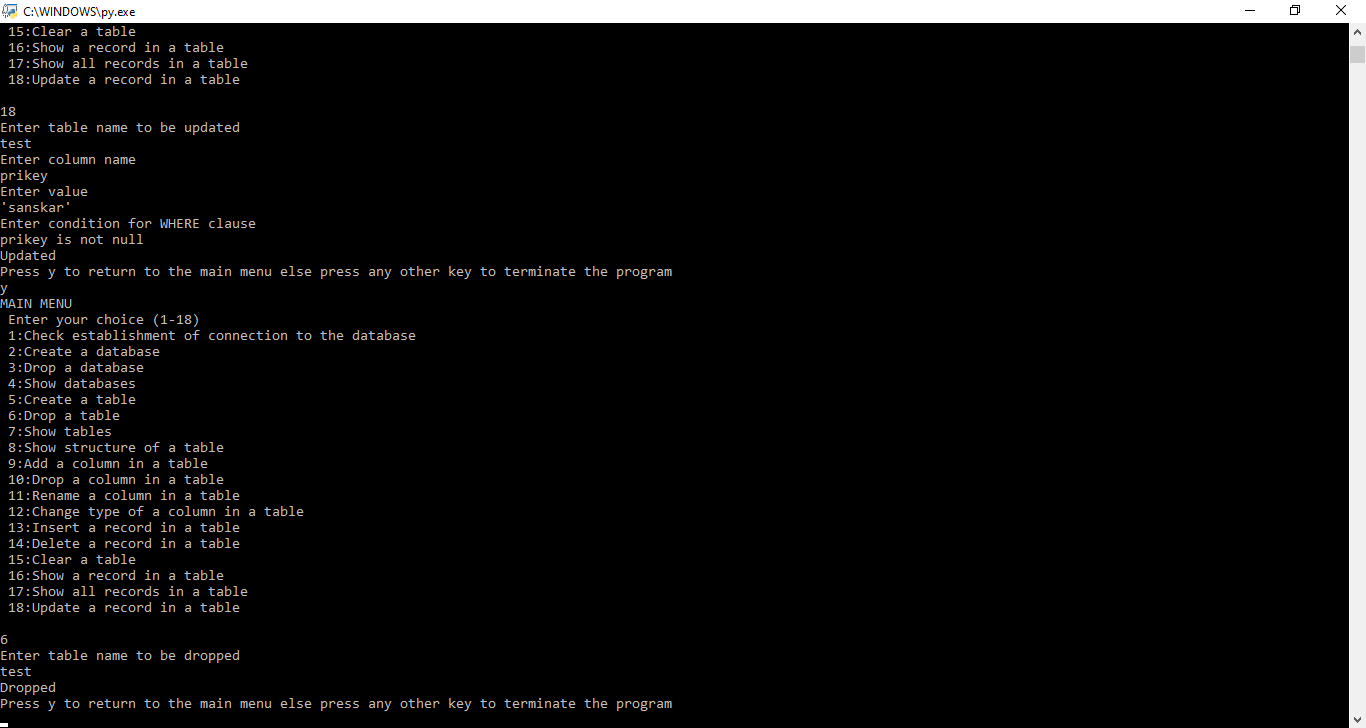 C:\WINDOWS\py.exe
15:Clear a table
16:Show a record in a table
17:Show all records in a table
18:Update a record in a table
18
Enter table name to be updated
test
Enter column name
prikey
Enter value
'sanskar'
Enter condition for WHERE clause
prikey is not null
Updated
Press y to return to the main menu else press any other key to terminate the program
y
MAIN MENU
Enter your choice (1-18)
1:Check establishment of connection to the database
2:Create a database
3:Drop a database
4:Show databases
5:Create a table
6:Drop a table
7:Show tables
8:Show structure of a table
9:Add a column in a table
10:Drop a column in a table
11:Rename a column in a table
12:Change type of a column in a table
13:Insert a record in a table
14:Delete a record in a table
15:Clear a table
16:Show a record in a table
17:Show all records in a table
18:Update a record in a table
6
Enter table name to be dropped
test
Dropped
Press y to return to the main menu else press any other key to terminate the program